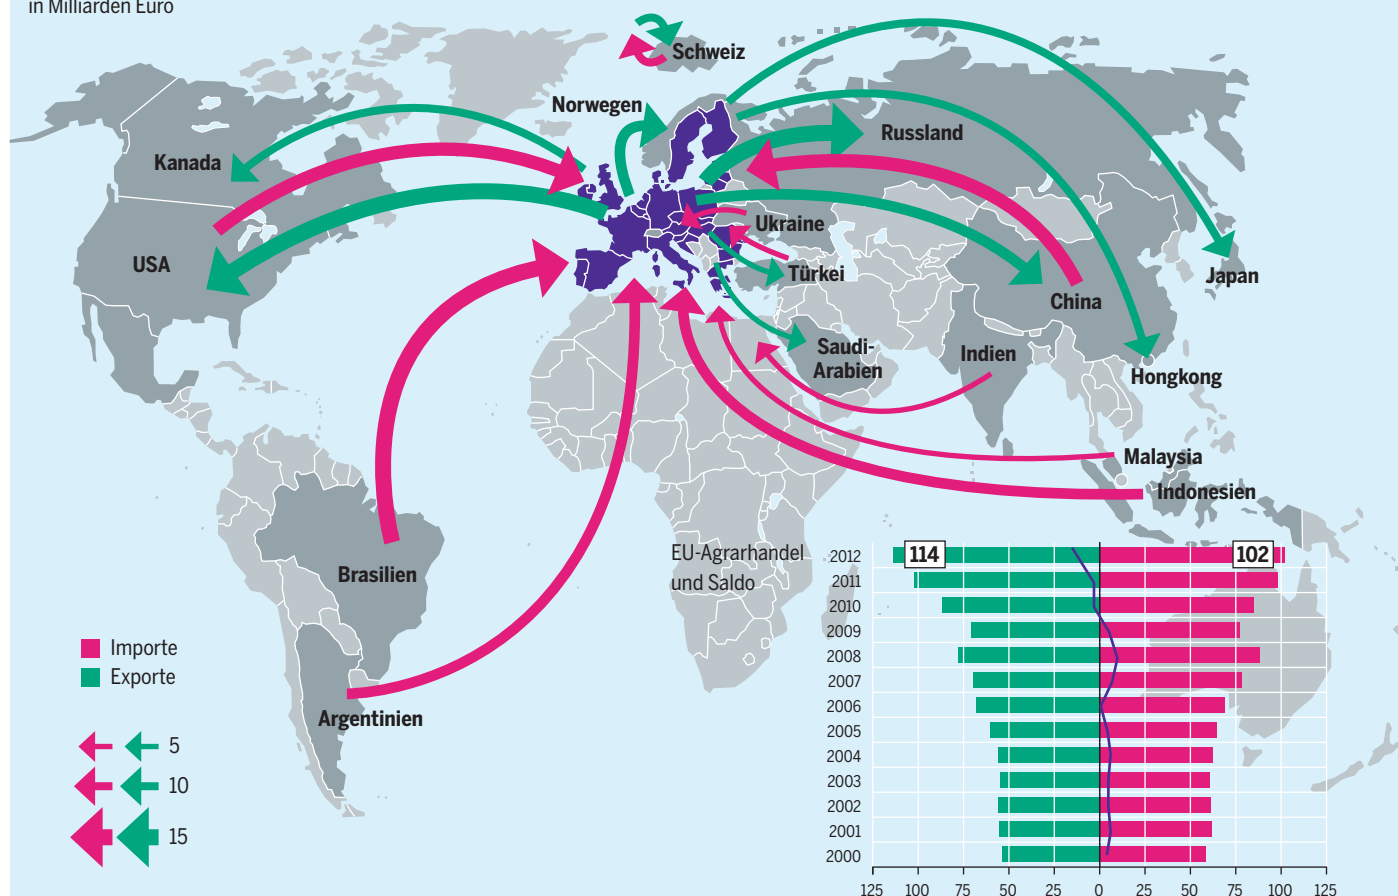 in Milliarden Euro
Schweiz
Norwegen
Russland
Kanada
Ukraine
USA
Türkei
Japan
China
Saudi-
Arabien
Indien
Hongkong
Malaysia
Indonesien
Brasilien
Argentinien
Importe
Exporte
5
10
15
EU-Agrarhandel
und Saldo
2012 114 102
2011
2010
2009
2008
2007
2006
2005
2004
2003
2002
2001
2000
125 100 75 50 25 0 25 50 75 100 125